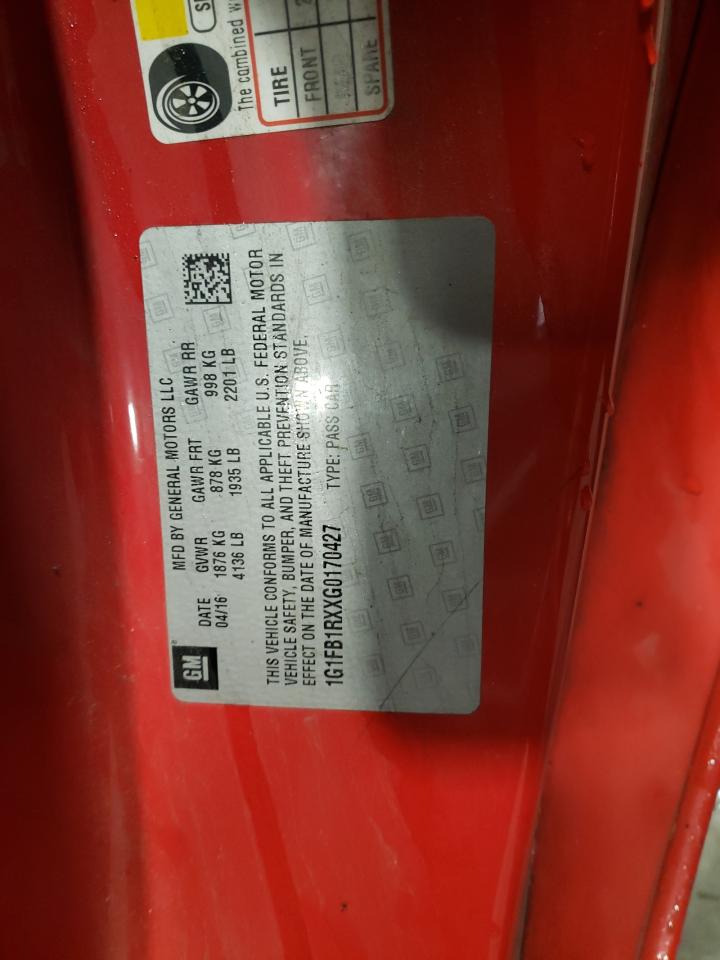 The combined
TIRE
FRONT
SPARE
GM
MFD BY GENERAL MOTORS LLC
DATE GVWR GAWR FRT GAWR RR
04/16 1876 KG 878 KG 998 KG
4136 LB 1935 LB 2201 LB
THIS VEHICLE CONFORMS TO ALL APPLICABLE U.S. FEDERAL MOTOR
VEHICLE SAFETY, BUMPER, AND THEFT PREVENTION STANDARDS IN
EFFECT ON THE DATE OF MANUFACTURE SHOWN ABOVE.
1G1FB1RXXG0170427 TYPE: PASS CAR